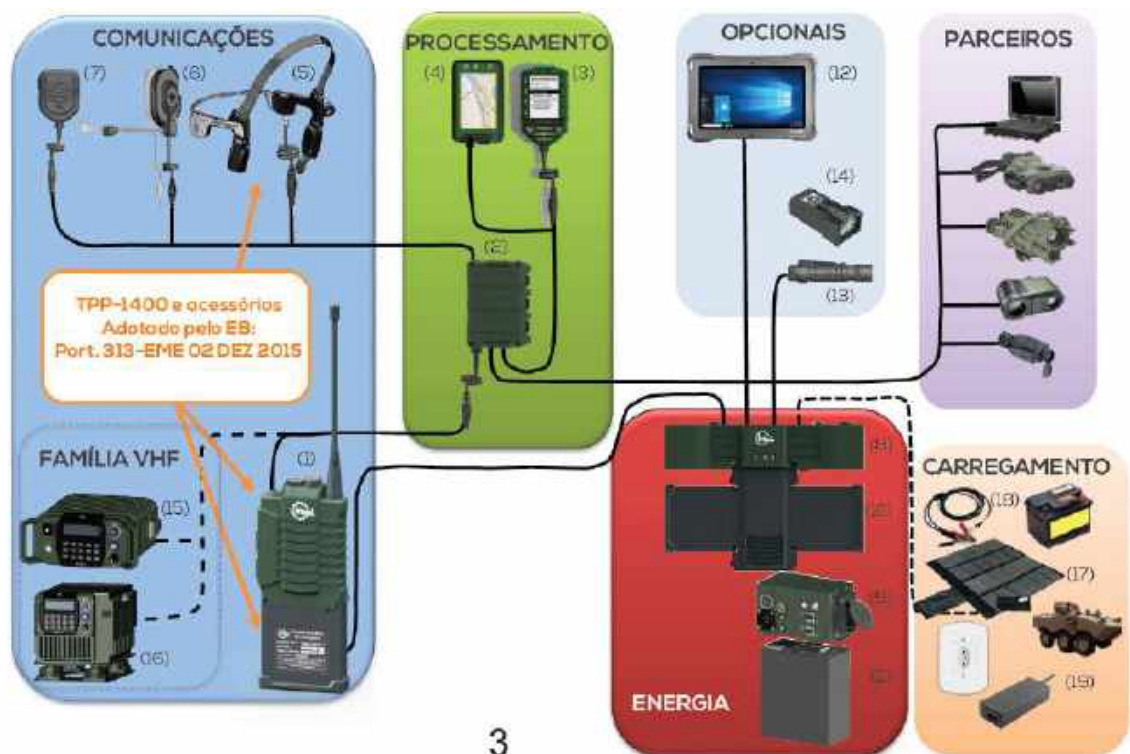 COMUNICAÇÕES
(7)
(6)
(5)
TPP-1400 e acessórios
Adotado pelo EB:
Port. 313-EME 02 DEZ 2015
FAMÍLIA VHF
(15)
(16)
(1)
PROCESSAMENTO
(4)
(3)
(2)
OPCIONAIS
(12)
(14)
(13)
PARCEIROS
ENERGIA
CARREGAMENTO
(18)
(17)
(19)
3